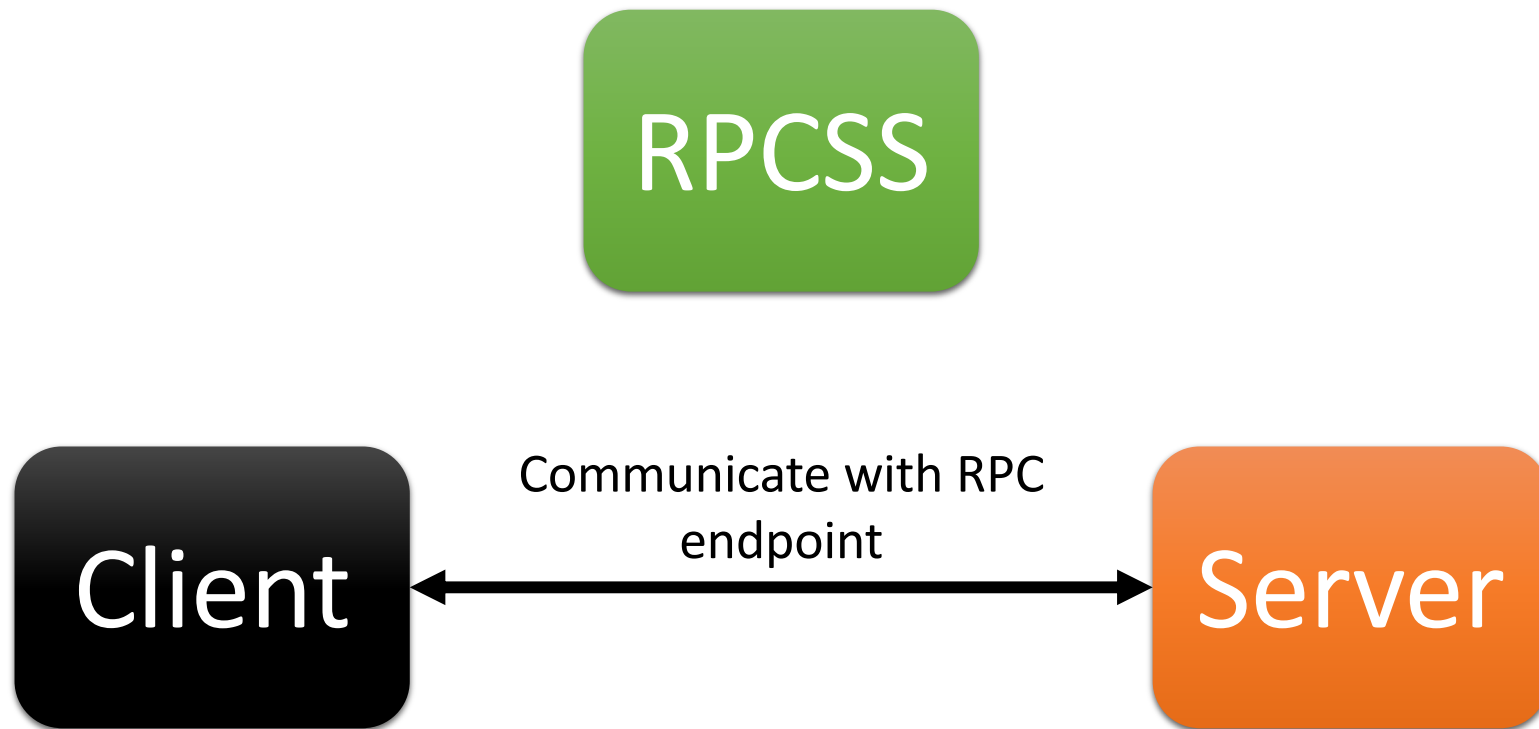 RPCSS
Communicate with RPC
endpoint
Client
Server